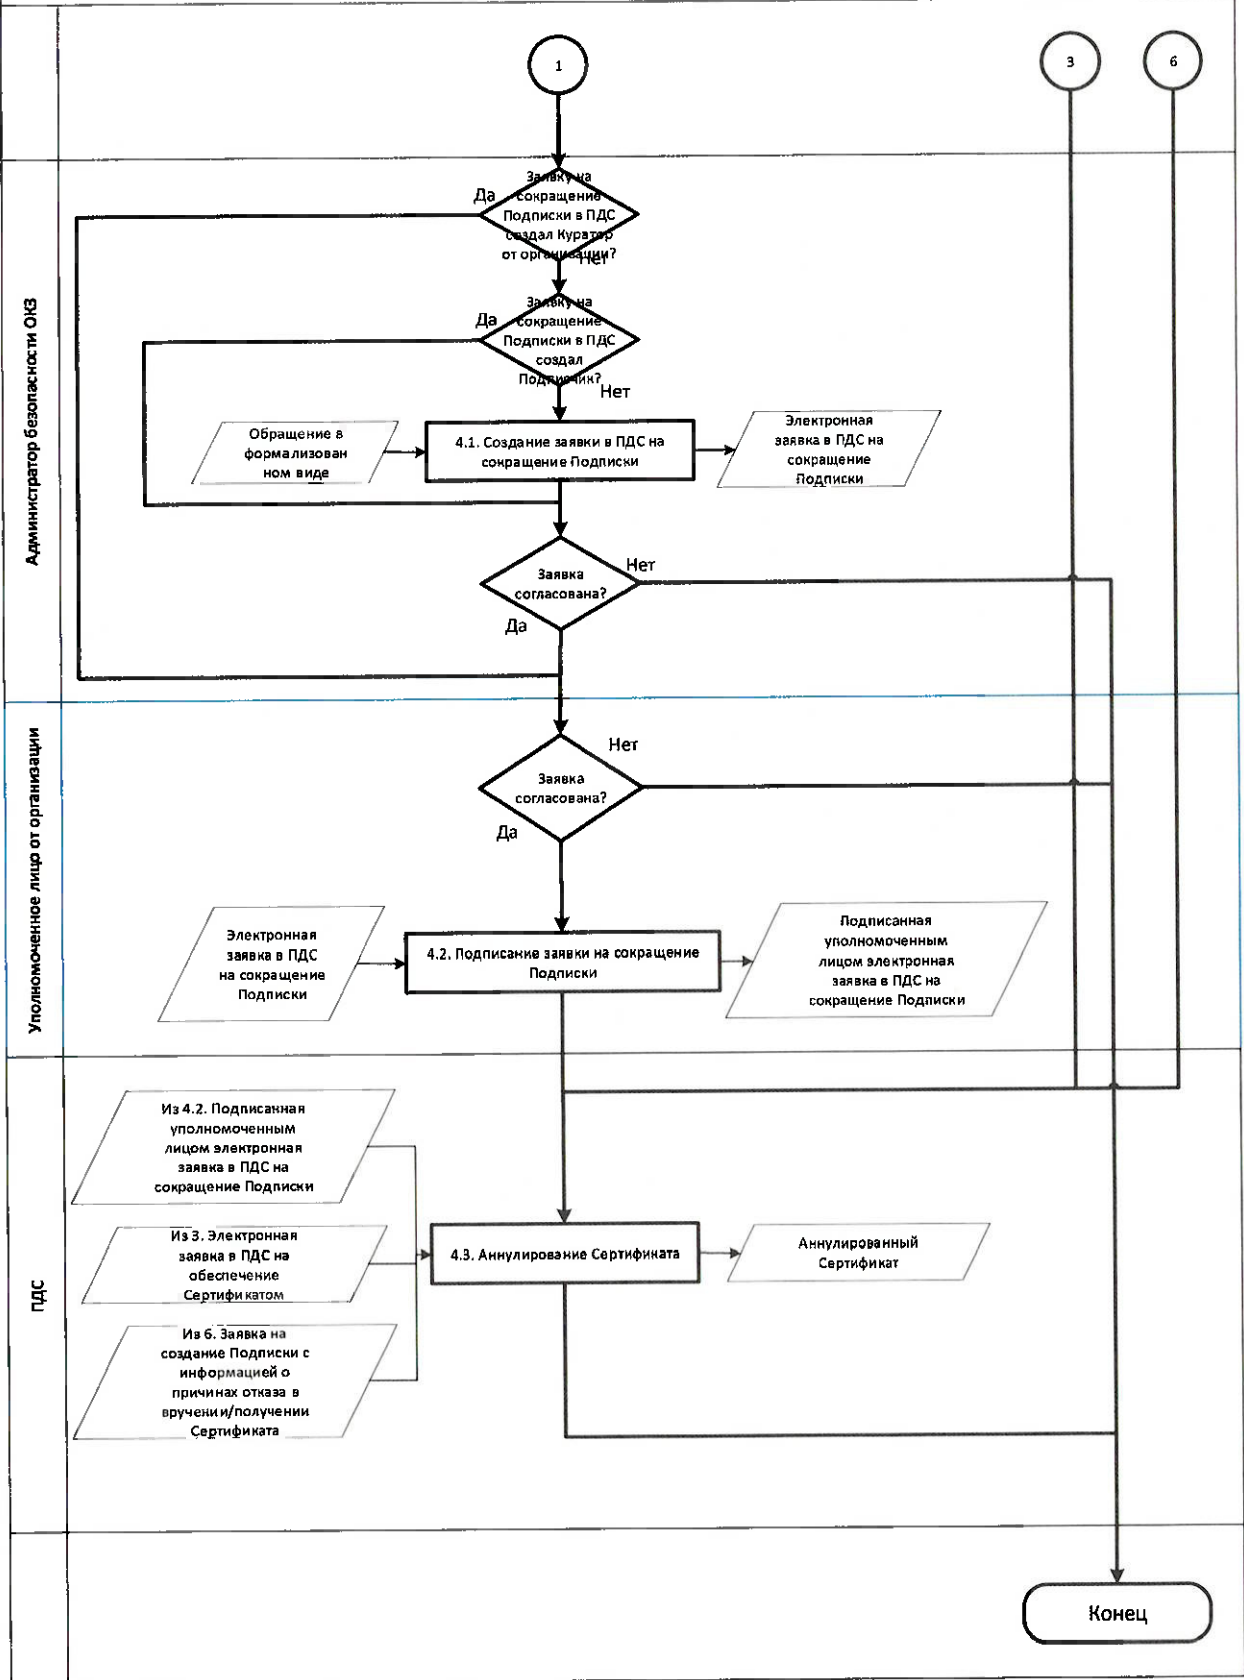 1
3
6
Администратор безопасности ОКЗ
Заявку на
сокращение
Подписки в ПДС
создал Куратор
от организации?
Да
Нет
Заявку на
сокращение
Подписки в ПДС
создал
Подписчик?
Да
Нет
Обращение в
формализован
ном виде
4.1. Создание заявки в ПДС на
сокращение Подписки
Электронная
заявка в ПДС на
сокращение
Подписки
Заявка
согласована?
Нет
Да
Уполномоченное лицо от организации
Заявка
согласована?
Нет
Да
Электронная
заявка в ПДС
на сокращение
Подписки
4.2. Подписание заявки на сокращение
Подписки
Подписанная
уполномоченным
лицом электронная
заявка в ПДС на
сокращение Подписки
ПДС
Из 4.2. Подписанная
уполномоченным
лицом электронная
заявка в ПДС на
сокращение Подписки
Из 3. Электронная
заявка в ПДС на
обеспечение
Сертификатом
Из 6. Заявка на
создание Подписки с
информацией о
причинах отказа в
вручении/получении
Сертификата
4.3. Аннулирование Сертификата
Аннулированный
Сертификат
Конец